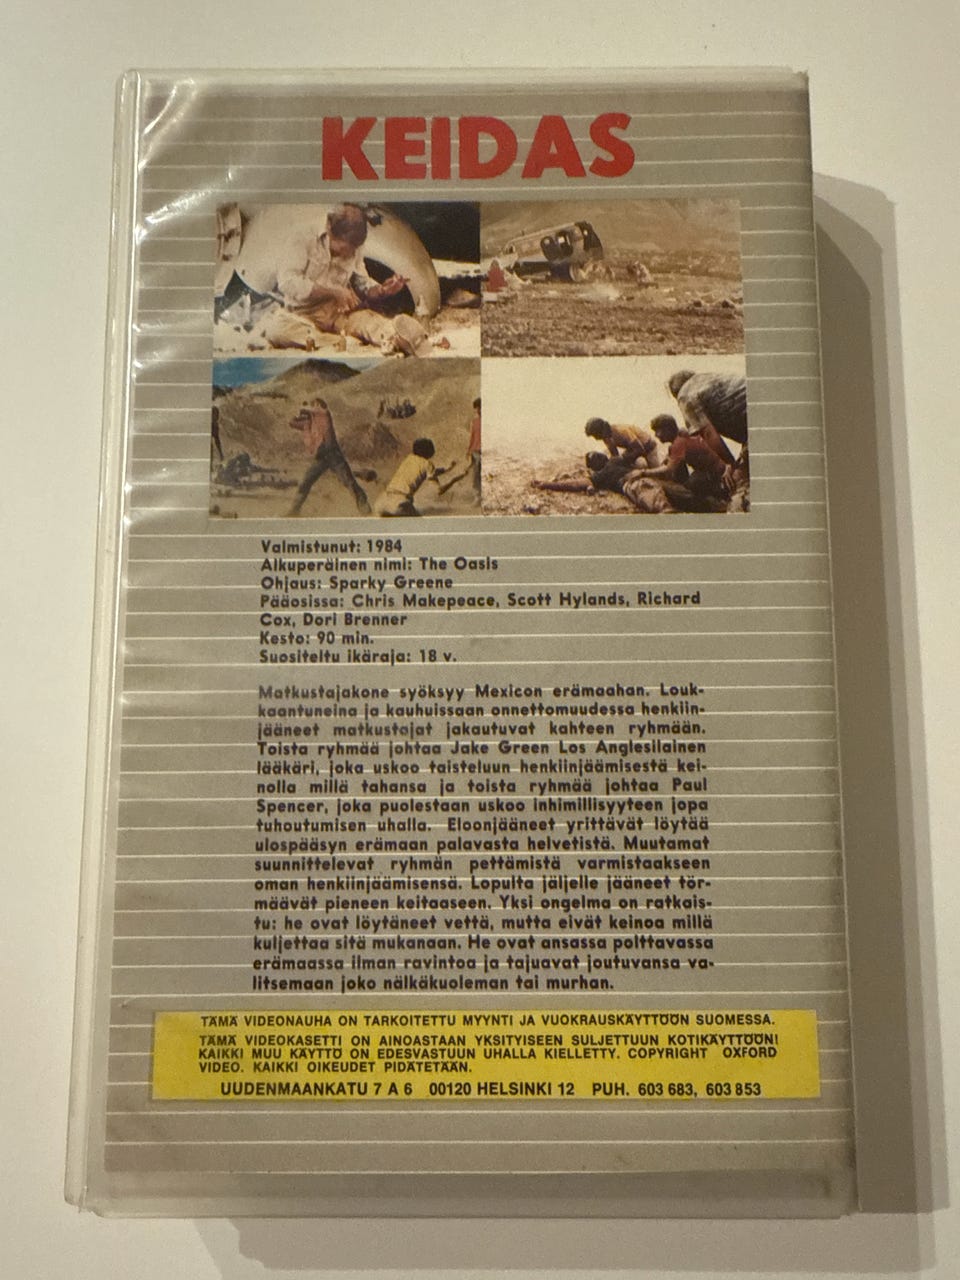 KEIDAS
Valmistunut: 1984
Alkuperäinen nimi: The Oasis
Ohjaus: Sparky Greene
Pääosissa: Chris Makepeace, Scott Hylands, Richard
Cox, Dori Brenner
Kesto: 90 min.
Suositeltu ikäraja: 18 v.
Matkustajakone syöksyy Mexicon erämaahan. Louk-
kaantuneina ja kauhuissaan onnettomuudessa henkiin-
jääneet matkustajat jakautuvat kahteen ryhmään.
Toista ryhmää johtaa Jake Green Los Anglesilainen
lääkäri, joka uskoo taisteluun henkiinjäämisestä kei-
nolla millä tahansa ja toista ryhmää johtaa Paul
Spencer, joka puolestaan uskoo inhimillisyyteen jopa
tuhoutumisen uhalla. Eloonjääneet yrittävät löytää
ulospääsyn erämaan palavasta helvetistä. Muutamat
suunnittelevat ryhmän pettämistä varmistaakseen
oman henkiinjäämisensä. Lopulta jäljelle jääneet tör-
määvät pieneen keitaaseen. Yksi ongelma on ratkais-
tu: he ovat löytäneet vettä, mutta eivät keinoa millä
kuljettaa sitä mukanaan. He ovat ansassa polttavassa
erämaassa ilman ravintoa ja tajuavat joutuvansa va-
litsemaan joko nälkäkuoleman tai murhan.
TÄMÄ VIDEONAUHA ON TARKOITETTU MYYNTI JA VUOKRAUSKÄYTTÖÖN SUOMESSA.
TÄMÄ VIDEOKASETTI ON AINOASTAAN YKSITYISEEN SULJETTUUN KOTIKÄYTTÖÖN!
KAIKKI MUU KÄYTTÖ ON EDESVASTUUN UHALLA KIELLETTY. COPYRIGHT OXFORD
VIDEO. KAIKKI OIKEUDET PIDÄTETÄÄN.
UUDENMAANKATU 7 A 6 00120 HELSINKI 12 PUH. 603 683, 603 853